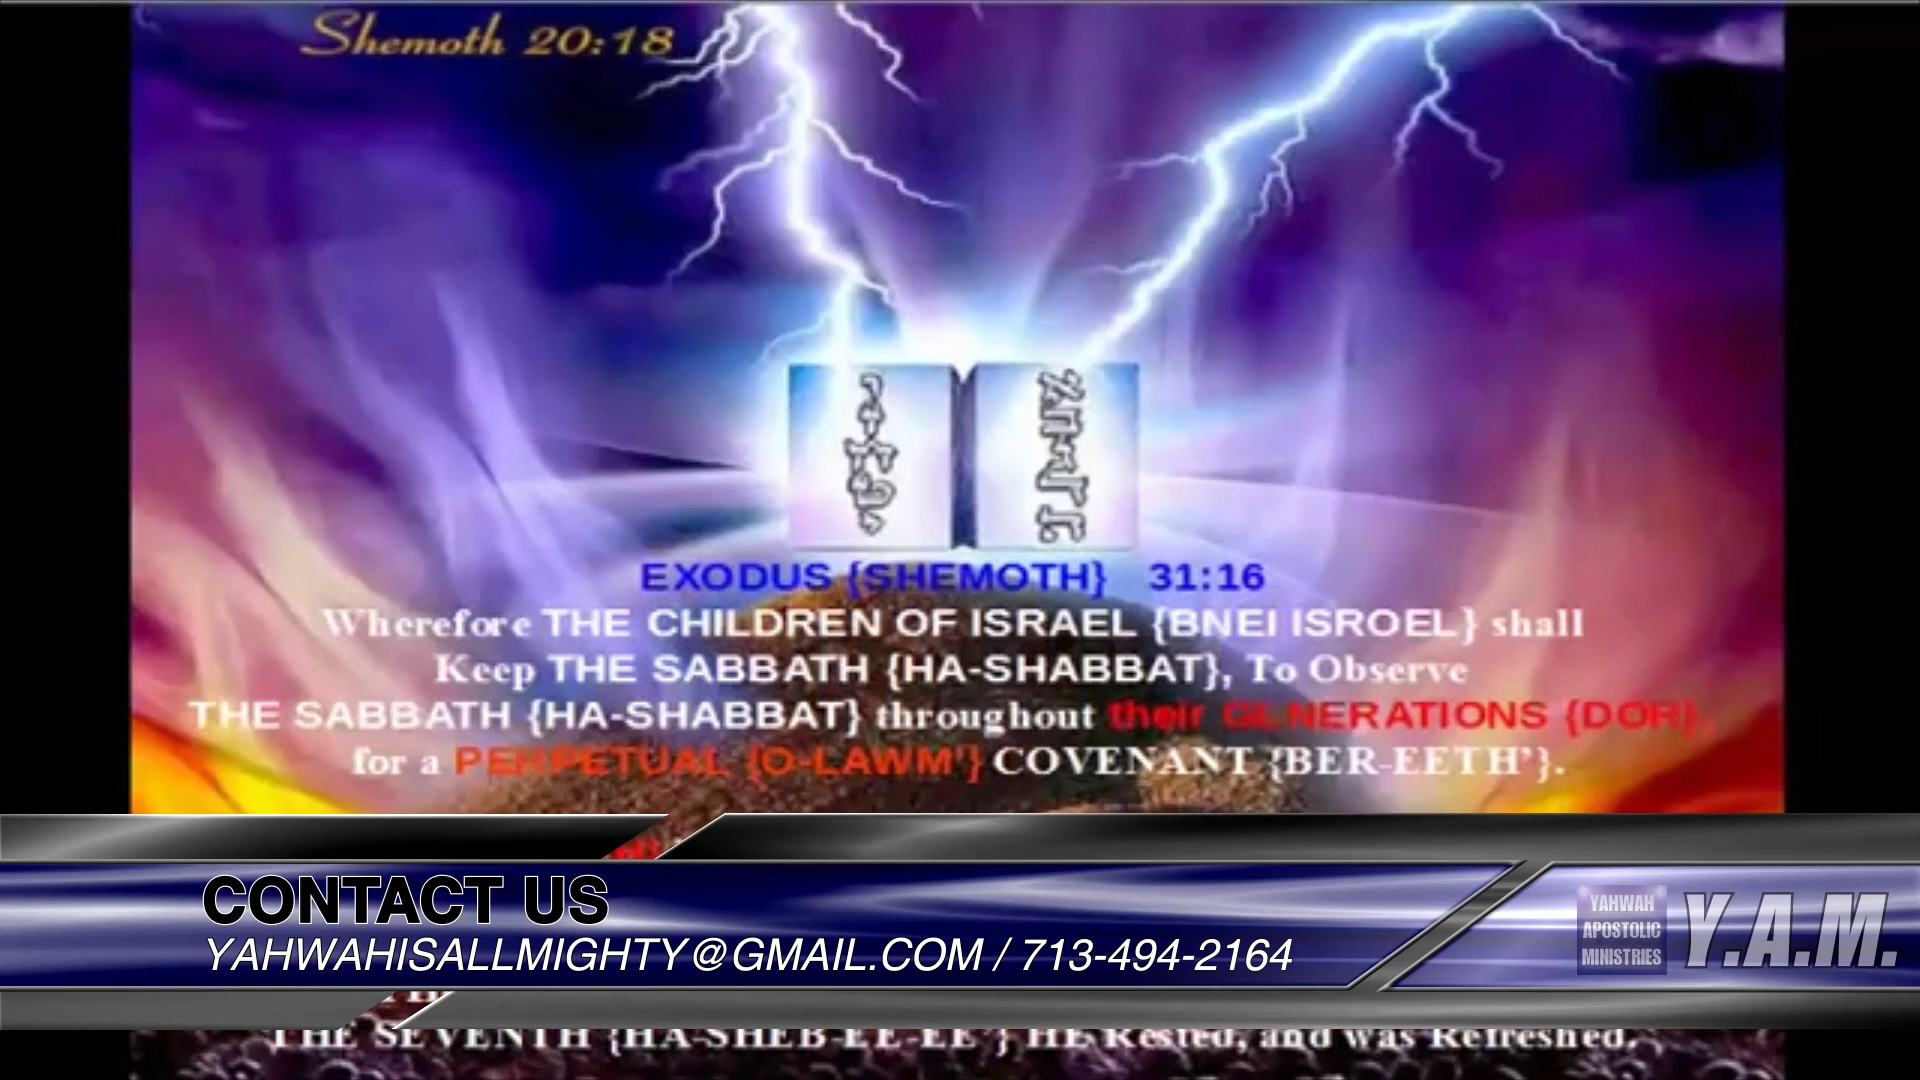 Shemoth 20:18
EXODUS {SHEMOTH} 31:16
Wherefore THE CHILDREN OF ISRAEL {BNEI ISROEL} shall
Keep THE SABBATH {HA-SHABBAT}, To Observe
THE SABBATH {HA-SHABBAT} throughout their GENERATIONS {DOR},
for a PERPETUAL {O-LAWM'} COVENANT {BER-EETH’}.
CONTACT US
YAHWAHISALLMIGHTY@GMAIL.COM / 713-494-2164
YAHWAH
APOSTOLIC
MINISTRIES
Y.A.M.
THE SEVENTH {HA-SHEB-EE-EE'} HE Rested, and was Refreshed.